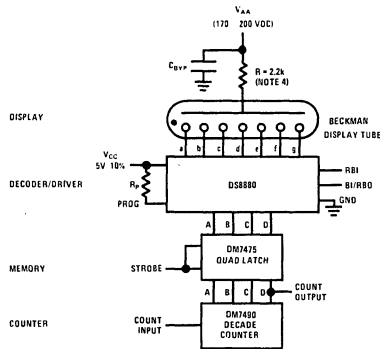 VAA
(170 200 VDC)
CBYP
R = 2.2k
(NOTE 4)
DISPLAY
BECKMAN
DISPLAY TUBE
a b c d e f g
VCC
5V 10%
DECODER/DRIVER
RP
PROG
DS8880
RBI
BI/RBO
GND
A B C D
MEMORY
STROBE
DM7475
QUAD LATCH
A B C D
COUNT
OUTPUT
COUNTER
COUNT
INPUT
DM7490
DECADE
COUNTER